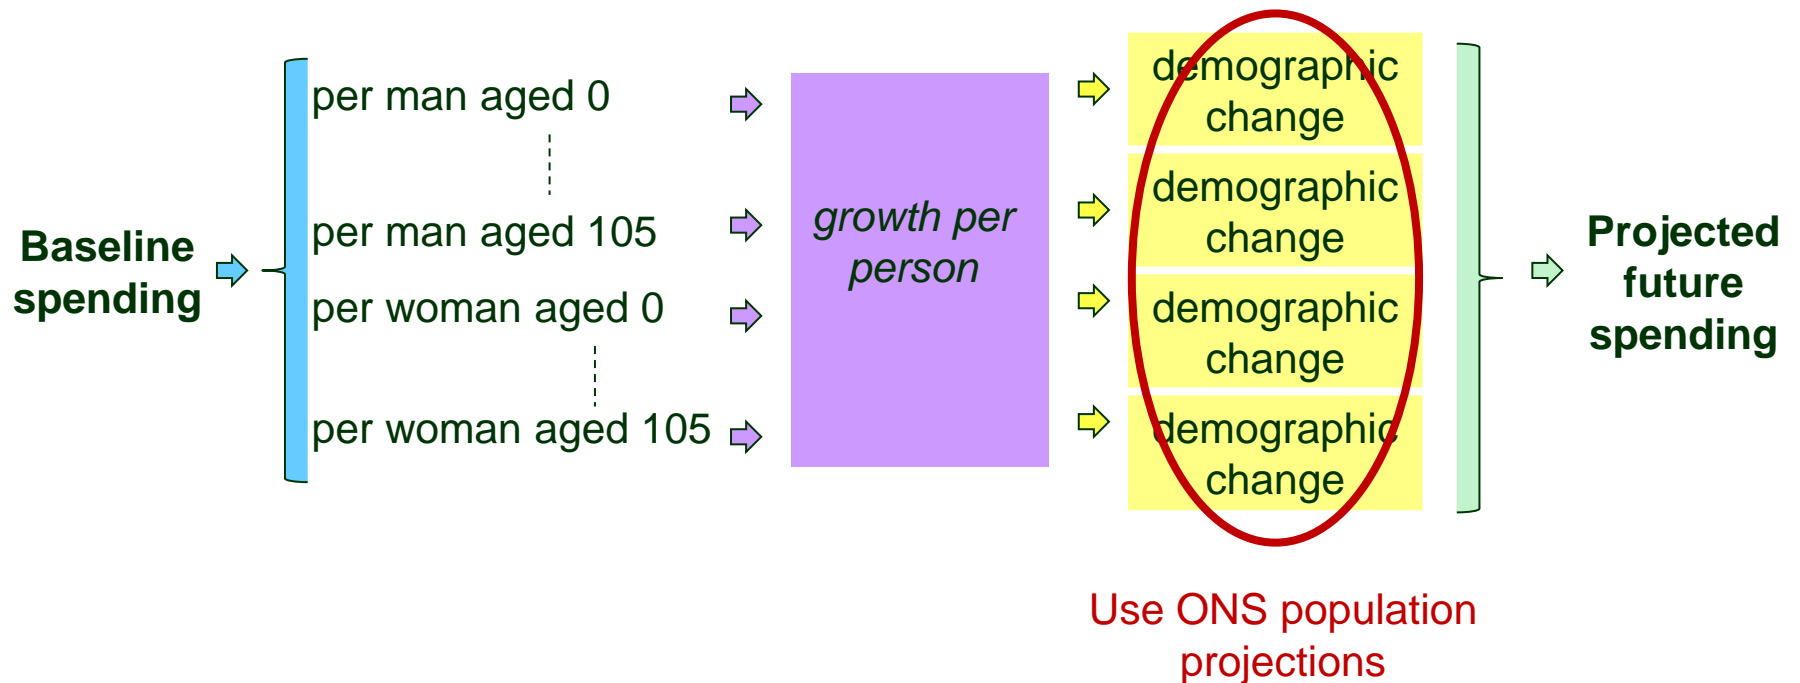 Baseline
spending
per man aged 0
per man aged 105
per woman aged 0
per woman aged 105
growth per
person
demographic
change
demographic
change
demographic
change
demographic
change
Projected
future
spending
Use ONS population
projections